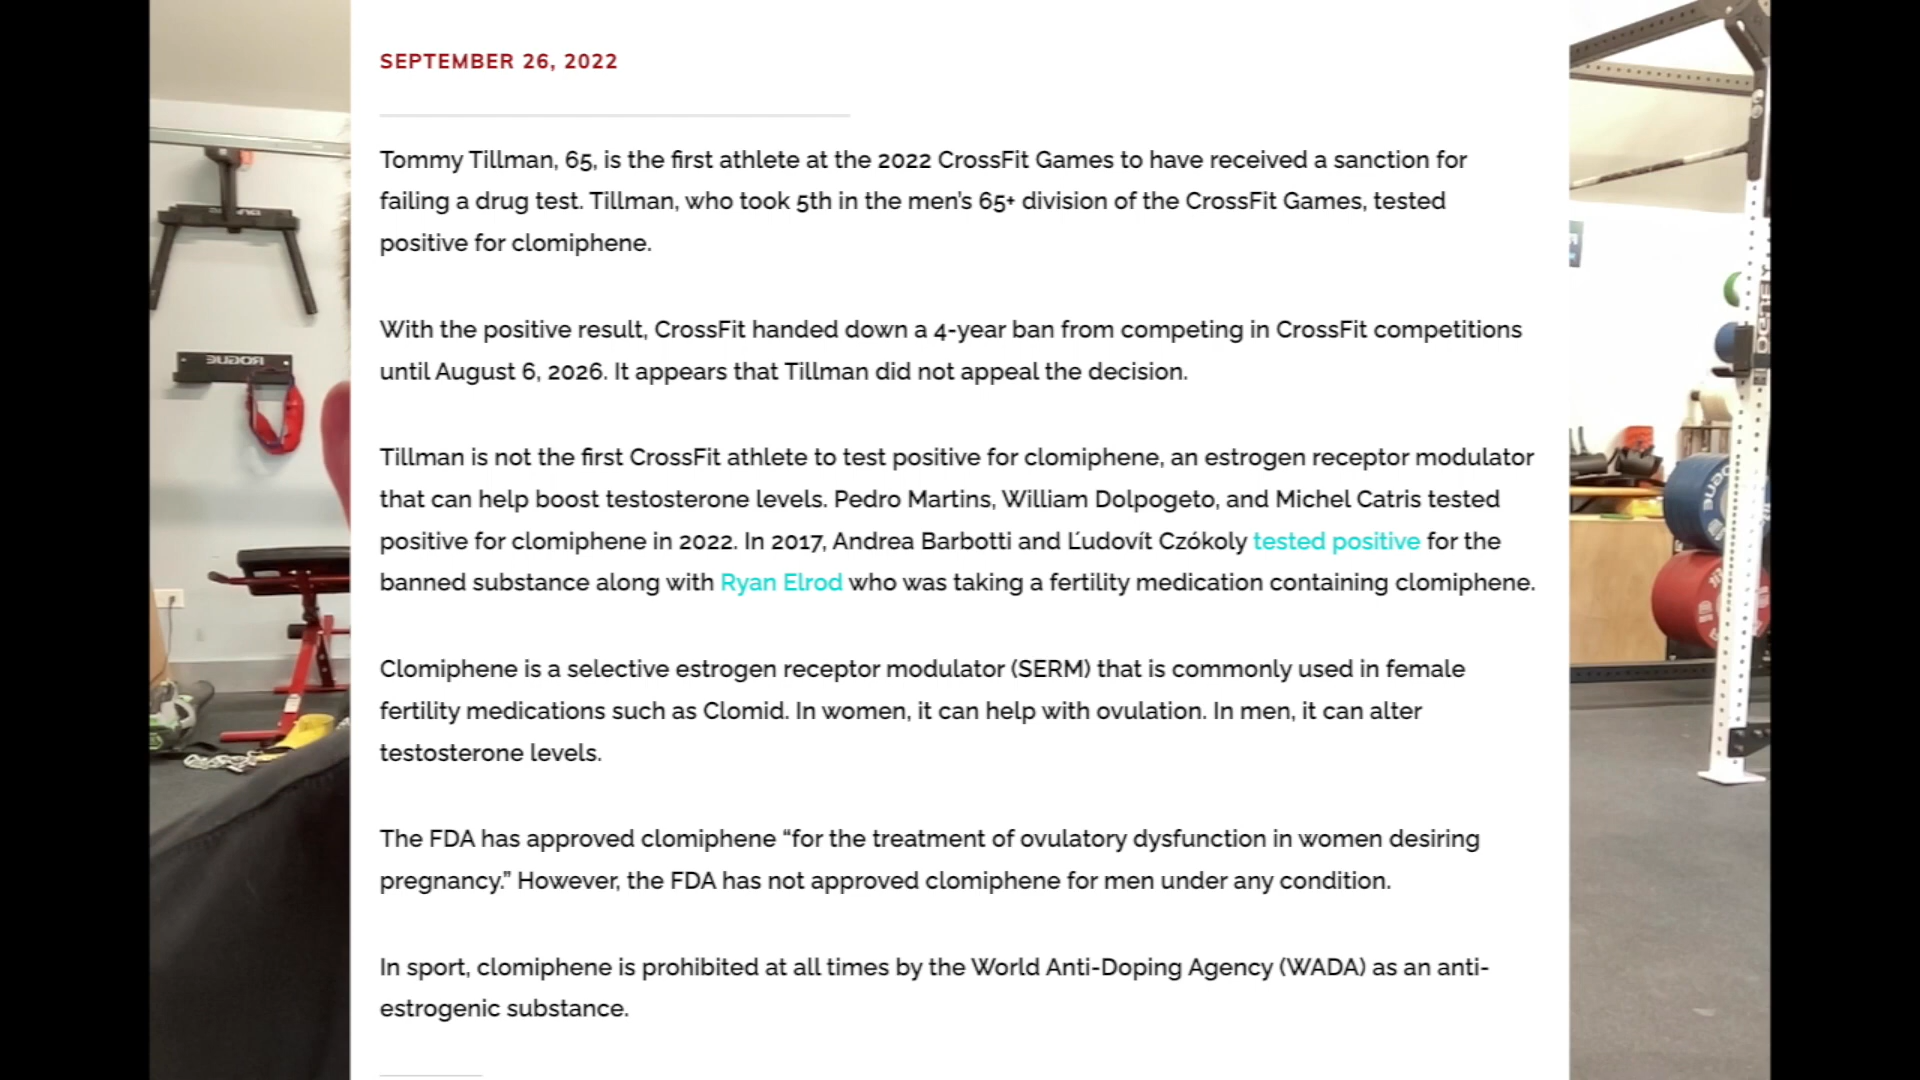 SEPTEMBER 26, 2022
Tommy Tillman, 65, is the first athlete at the 2022 CrossFit Games to have received a sanction for
failing a drug test. Tillman, who took 5th in the men's 65+ division of the CrossFit Games, tested
positive for clomiphene.
With the positive result, CrossFit handed down a 4-year ban from competing in CrossFit competitions
until August 6, 2026. It appears that Tillman did not appeal the decision.
Tillman is not the first CrossFit athlete to test positive for clomiphene, an estrogen receptor modulator
that can help boost testosterone levels. Pedro Martins, William Dolpogeto, and Michel Catris tested
positive for clomiphene in 2022. In 2017, Andrea Barbotti and Ľudovít Czókoly tested positive for the
banned substance along with Ryan Elrod who was taking a fertility medication containing clomiphene.
Clomiphene is a selective estrogen receptor modulator (SERM) that is commonly used in female
fertility medications such as Clomid. In women, it can help with ovulation. In men, it can alter
testosterone levels.
The FDA has approved clomiphene “for the treatment of ovulatory dysfunction in women desiring
pregnancy.” However, the FDA has not approved clomiphene for men under any condition.
In sport, clomiphene is prohibited at all times by the World Anti-Doping Agency (WADA) as an anti-
estrogenic substance.
ROGUE